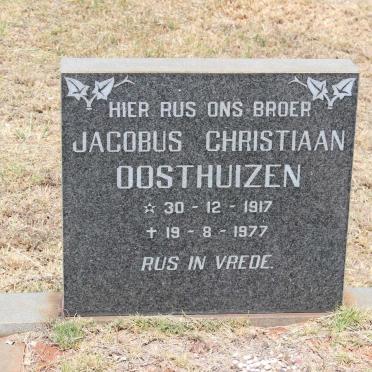 HIER RUS ONS BROER
JACOBUS CHRISTIAAN
OOSTHUIZEN
☆ 30 - 12 - 1917
✝ 19 - 8 - 1977
RUS IN VREDE.